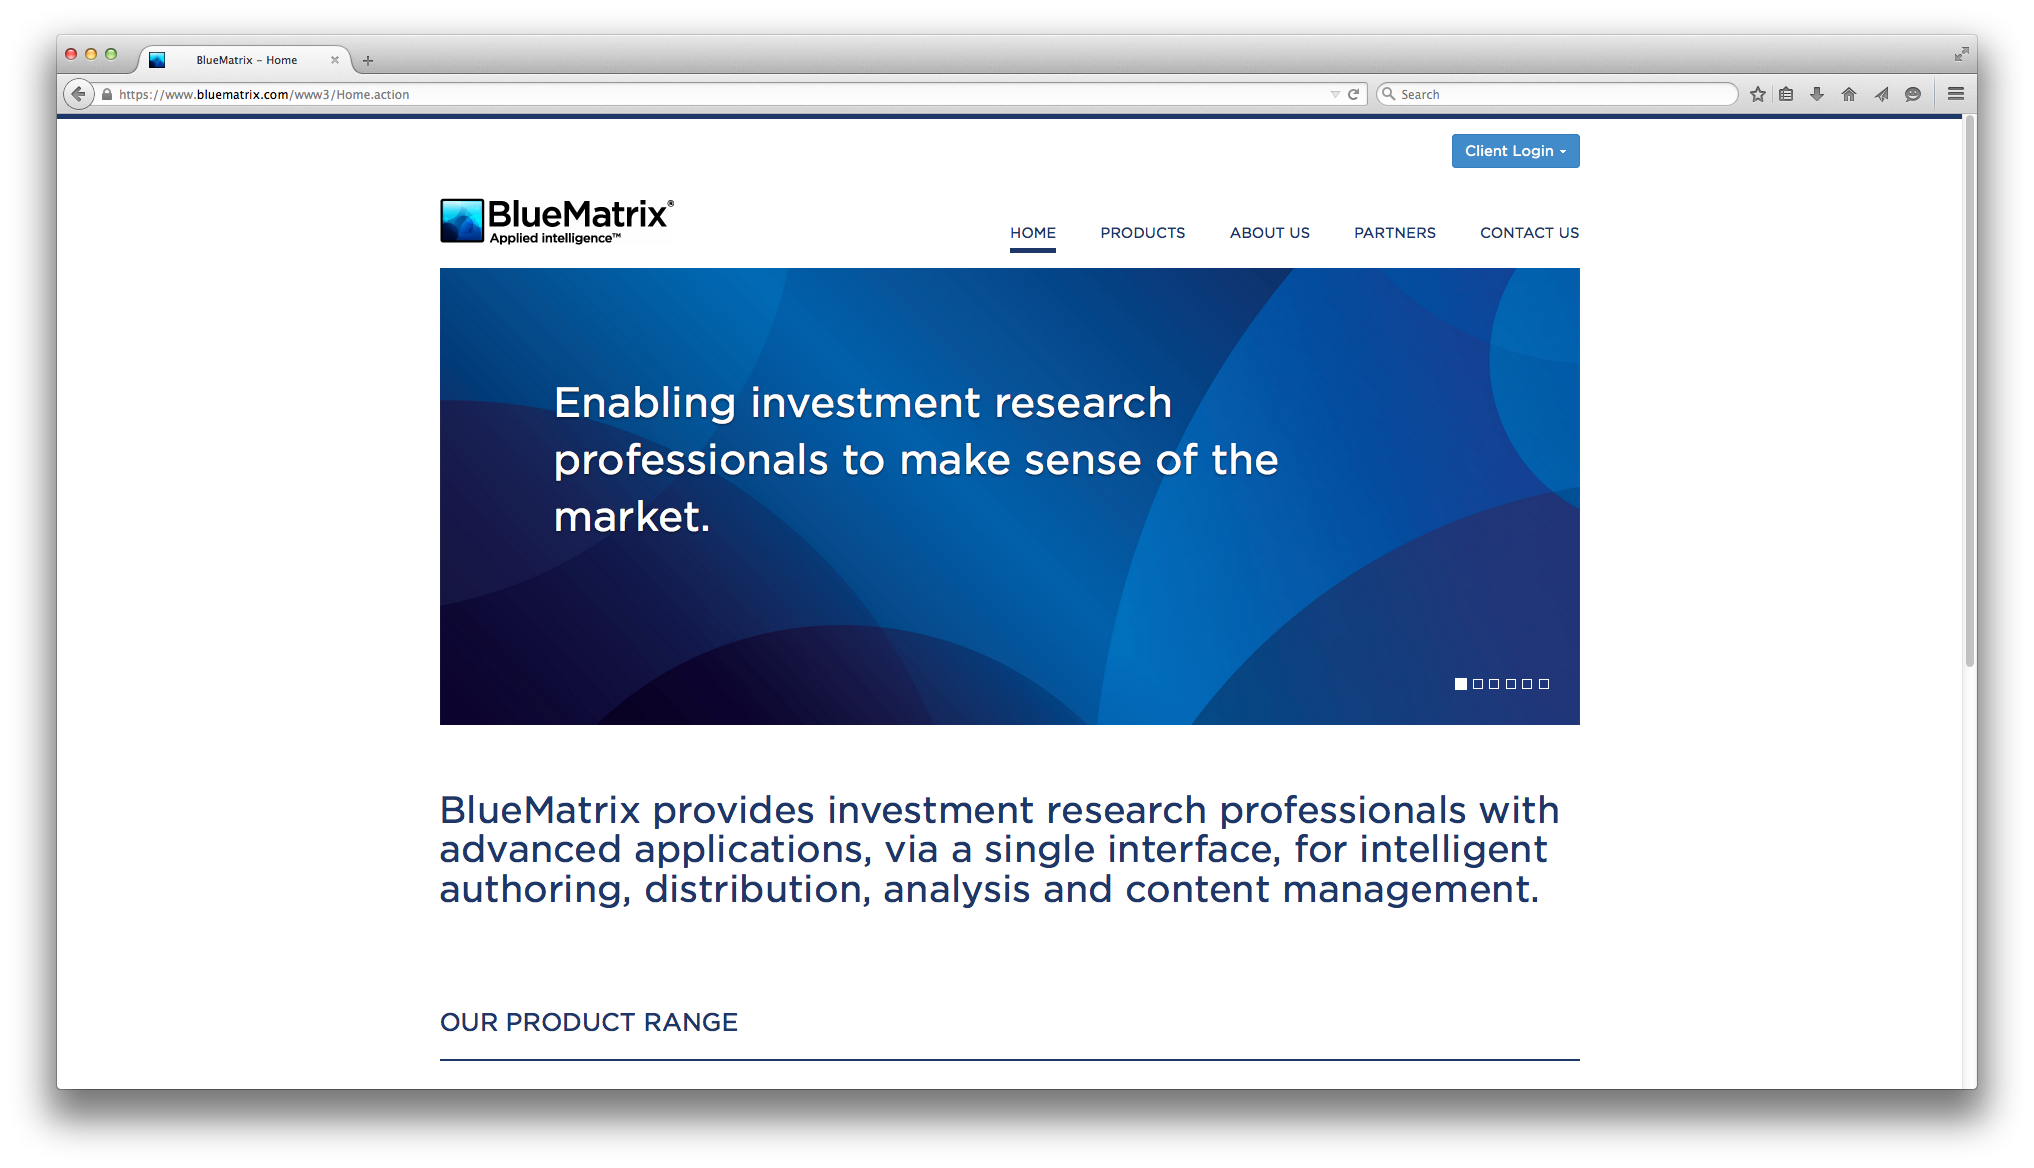 BlueMatrix – Home
https://www.bluematrix.com/www3/Home.action
Search
Client Login
BlueMatrix®
Applied intelligence™
HOME PRODUCTS ABOUT US PARTNERS CONTACT US
Enabling investment research
professionals to make sense of the
market.
BlueMatrix provides investment research professionals with
advanced applications, via a single interface, for intelligent
authoring, distribution, analysis and content management.
OUR PRODUCT RANGE